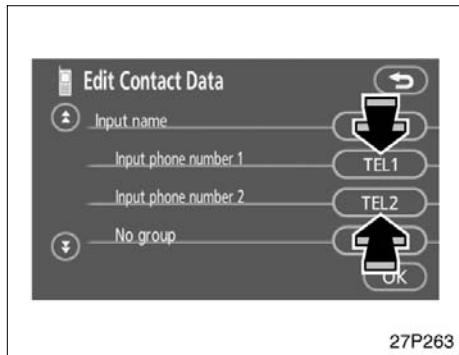 Edit Contact Data
Input name
Input phone number 1 TEL1
Input phone number 2 TEL2
No group
OK
27P263